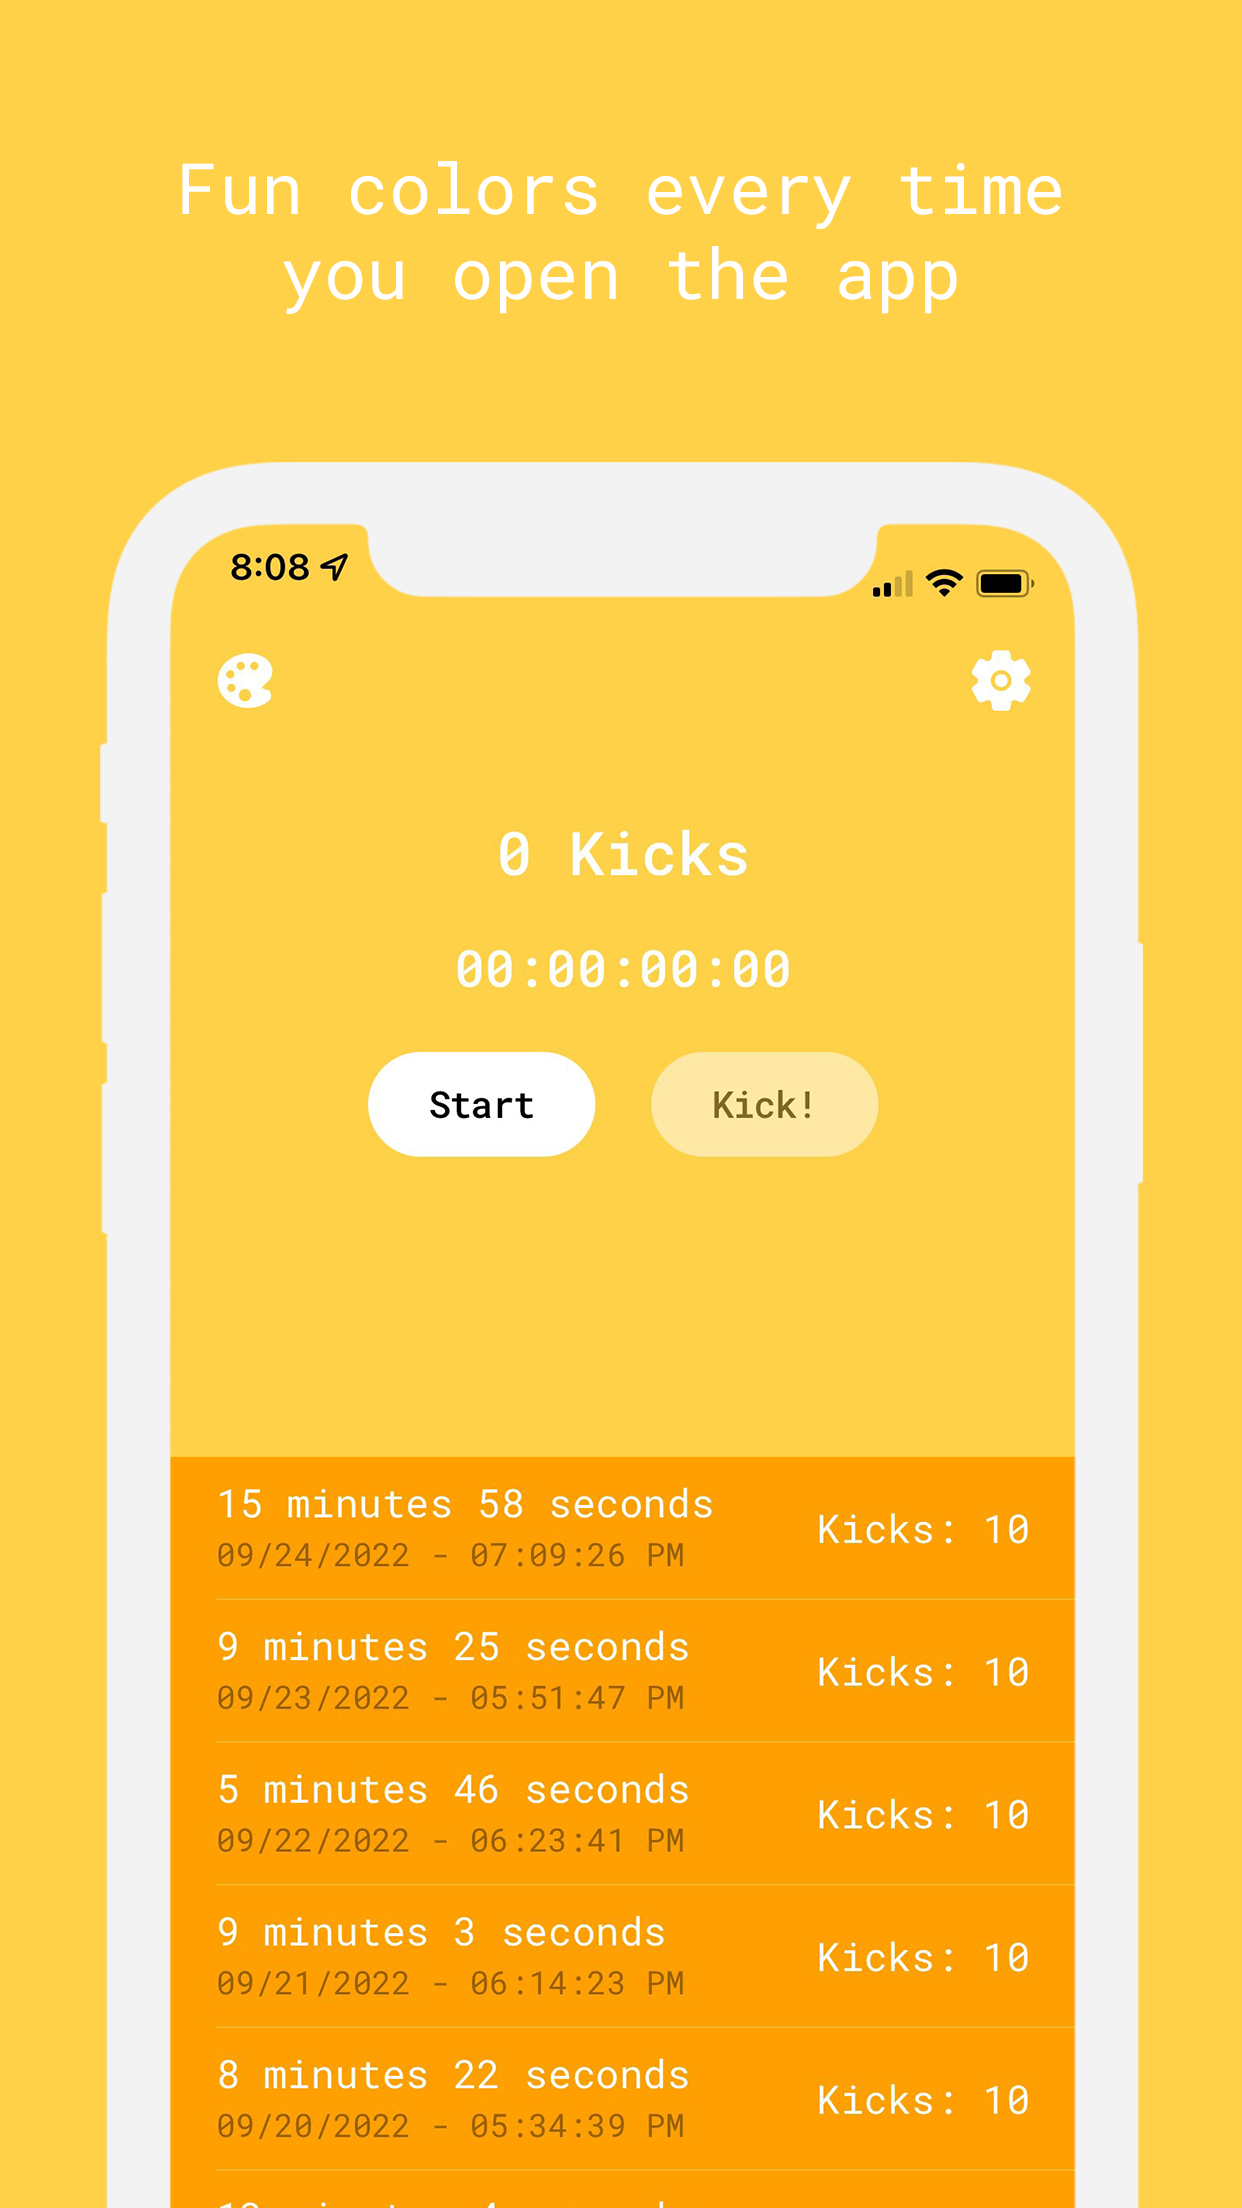 Fun colors every time
you open the app
8:08
0 Kicks
00:00:00:00
Start
Kick!
15 minutes 58 seconds
Kicks: 10
09/24/2022 - 07:09:26 PM
9 minutes 25 seconds
Kicks: 10
09/23/2022 - 05:51:47 PM
5 minutes 46 seconds
Kicks: 10
09/22/2022 - 06:23:41 PM
9 minutes 3 seconds
Kicks: 10
09/21/2022 - 06:14:23 PM
8 minutes 22 seconds
Kicks: 10
09/20/2022 - 05:34:39 PM